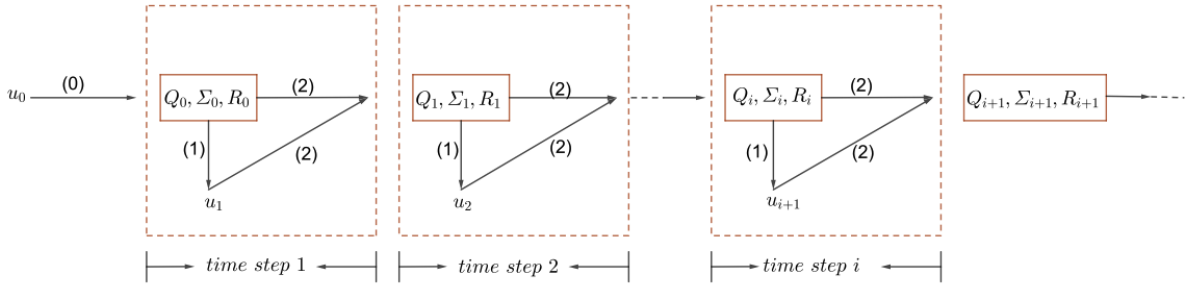 (0)
u₀
Q₀, Σ₀, R₀
(2)
(1)
(2)
u₁
time step 1
Q₁, Σ₁, R₁
(2)
(1)
(2)
u₂
time step 2
Qᵢ, Σᵢ, Rᵢ
(2)
(1)
(2)
uᵢ₊₁
time step i
Qᵢ₊₁, Σᵢ₊₁, Rᵢ₊₁